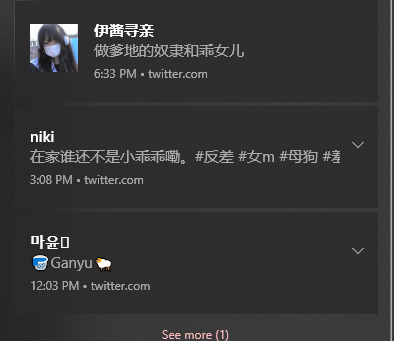 伊酱寻亲
做爹地的奴隶和乖女儿
6:33 PM • twitter.com
niki
在家谁还不是小乖乖嘞。#反差 #女m #母狗
3:08 PM • twitter.com
마윤
Ganyu
12:03 PM • twitter.com
See more (1)